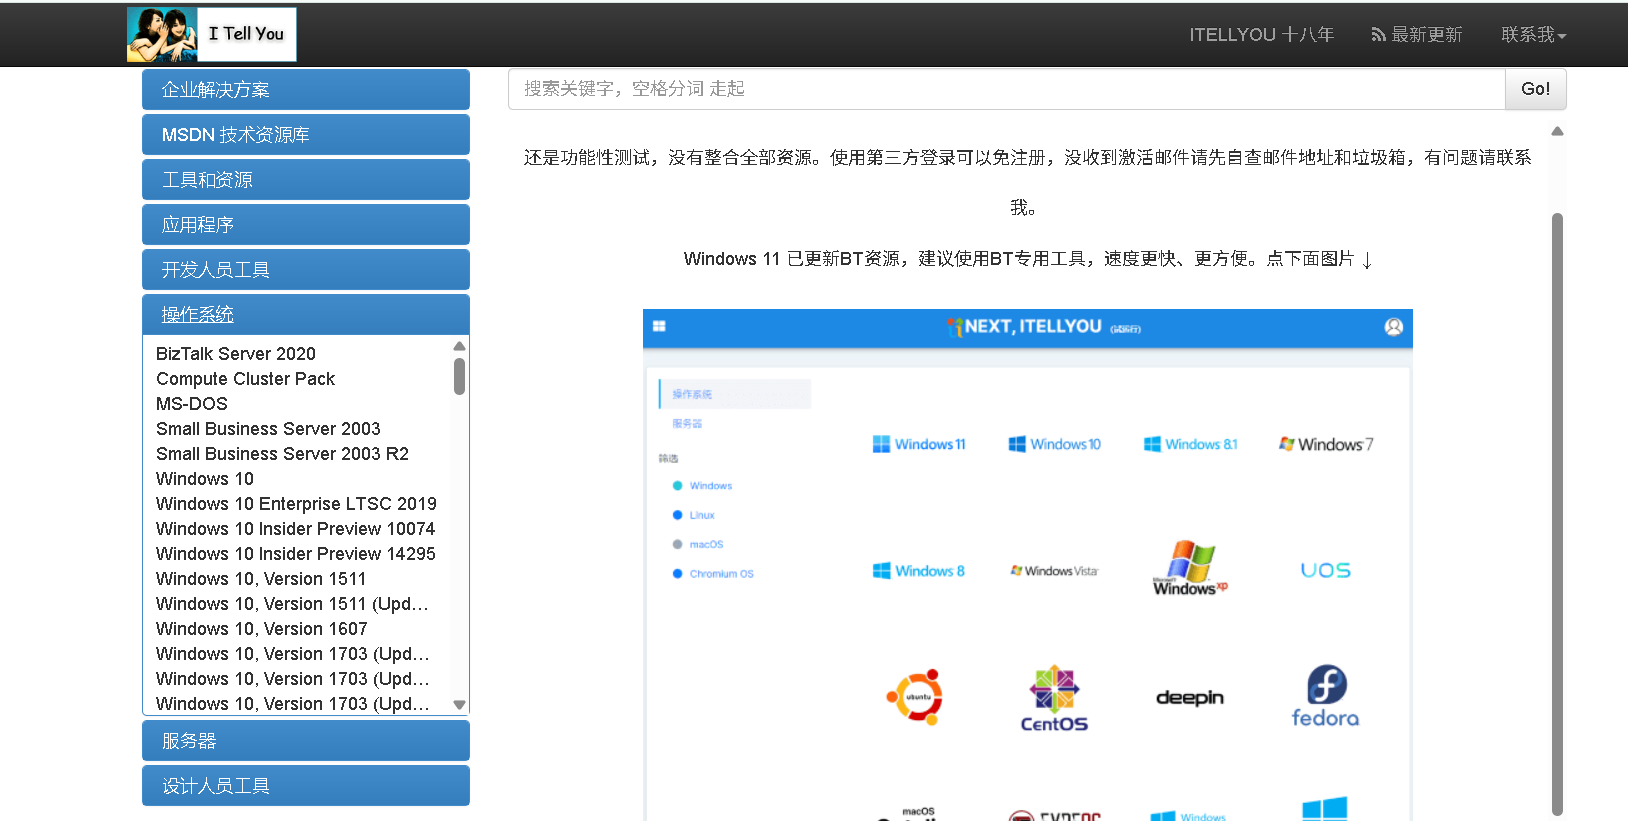 I Tell You
ITELLYOU 十八年
最新更新
联系我
企业解决方案
MSDN 技术资源库
工具和资源
应用程序
开发人员工具
操作系统
BizTalk Server 2020
Compute Cluster Pack
MS-DOS
Small Business Server 2003
Small Business Server 2003 R2
Windows 10
Windows 10 Enterprise LTSC 2019
Windows 10 Insider Preview 10074
Windows 10 Insider Preview 14295
Windows 10, Version 1511
Windows 10, Version 1511 (Upd...
Windows 10, Version 1607
Windows 10, Version 1703 (Upd...
Windows 10, Version 1703 (Upd...
Windows 10, Version 1703 (Upd...
服务器
设计人员工具
搜索关键字，空格分词 走起
Go!
还是功能性测试，没有整合全部资源。使用第三方登录可以免注册，没收到激活邮件请先自查邮件地址和垃圾箱，有问题请联系
我。
Windows 11 已更新BT资源，建议使用BT专用工具，速度更快、更方便。点下面图片 ↓
NEXT, ITELLYOU (试运行)
操作系统
服务器
筛选
Windows
Linux
macOS
Chromium OS
Windows 11
Windows 10
Windows 8.1
Windows 7
Windows 8
Windows Vista
Microsoft
Windows xp
UOS
ubuntu
CentOS
deepin
fedora
macOS
Windows